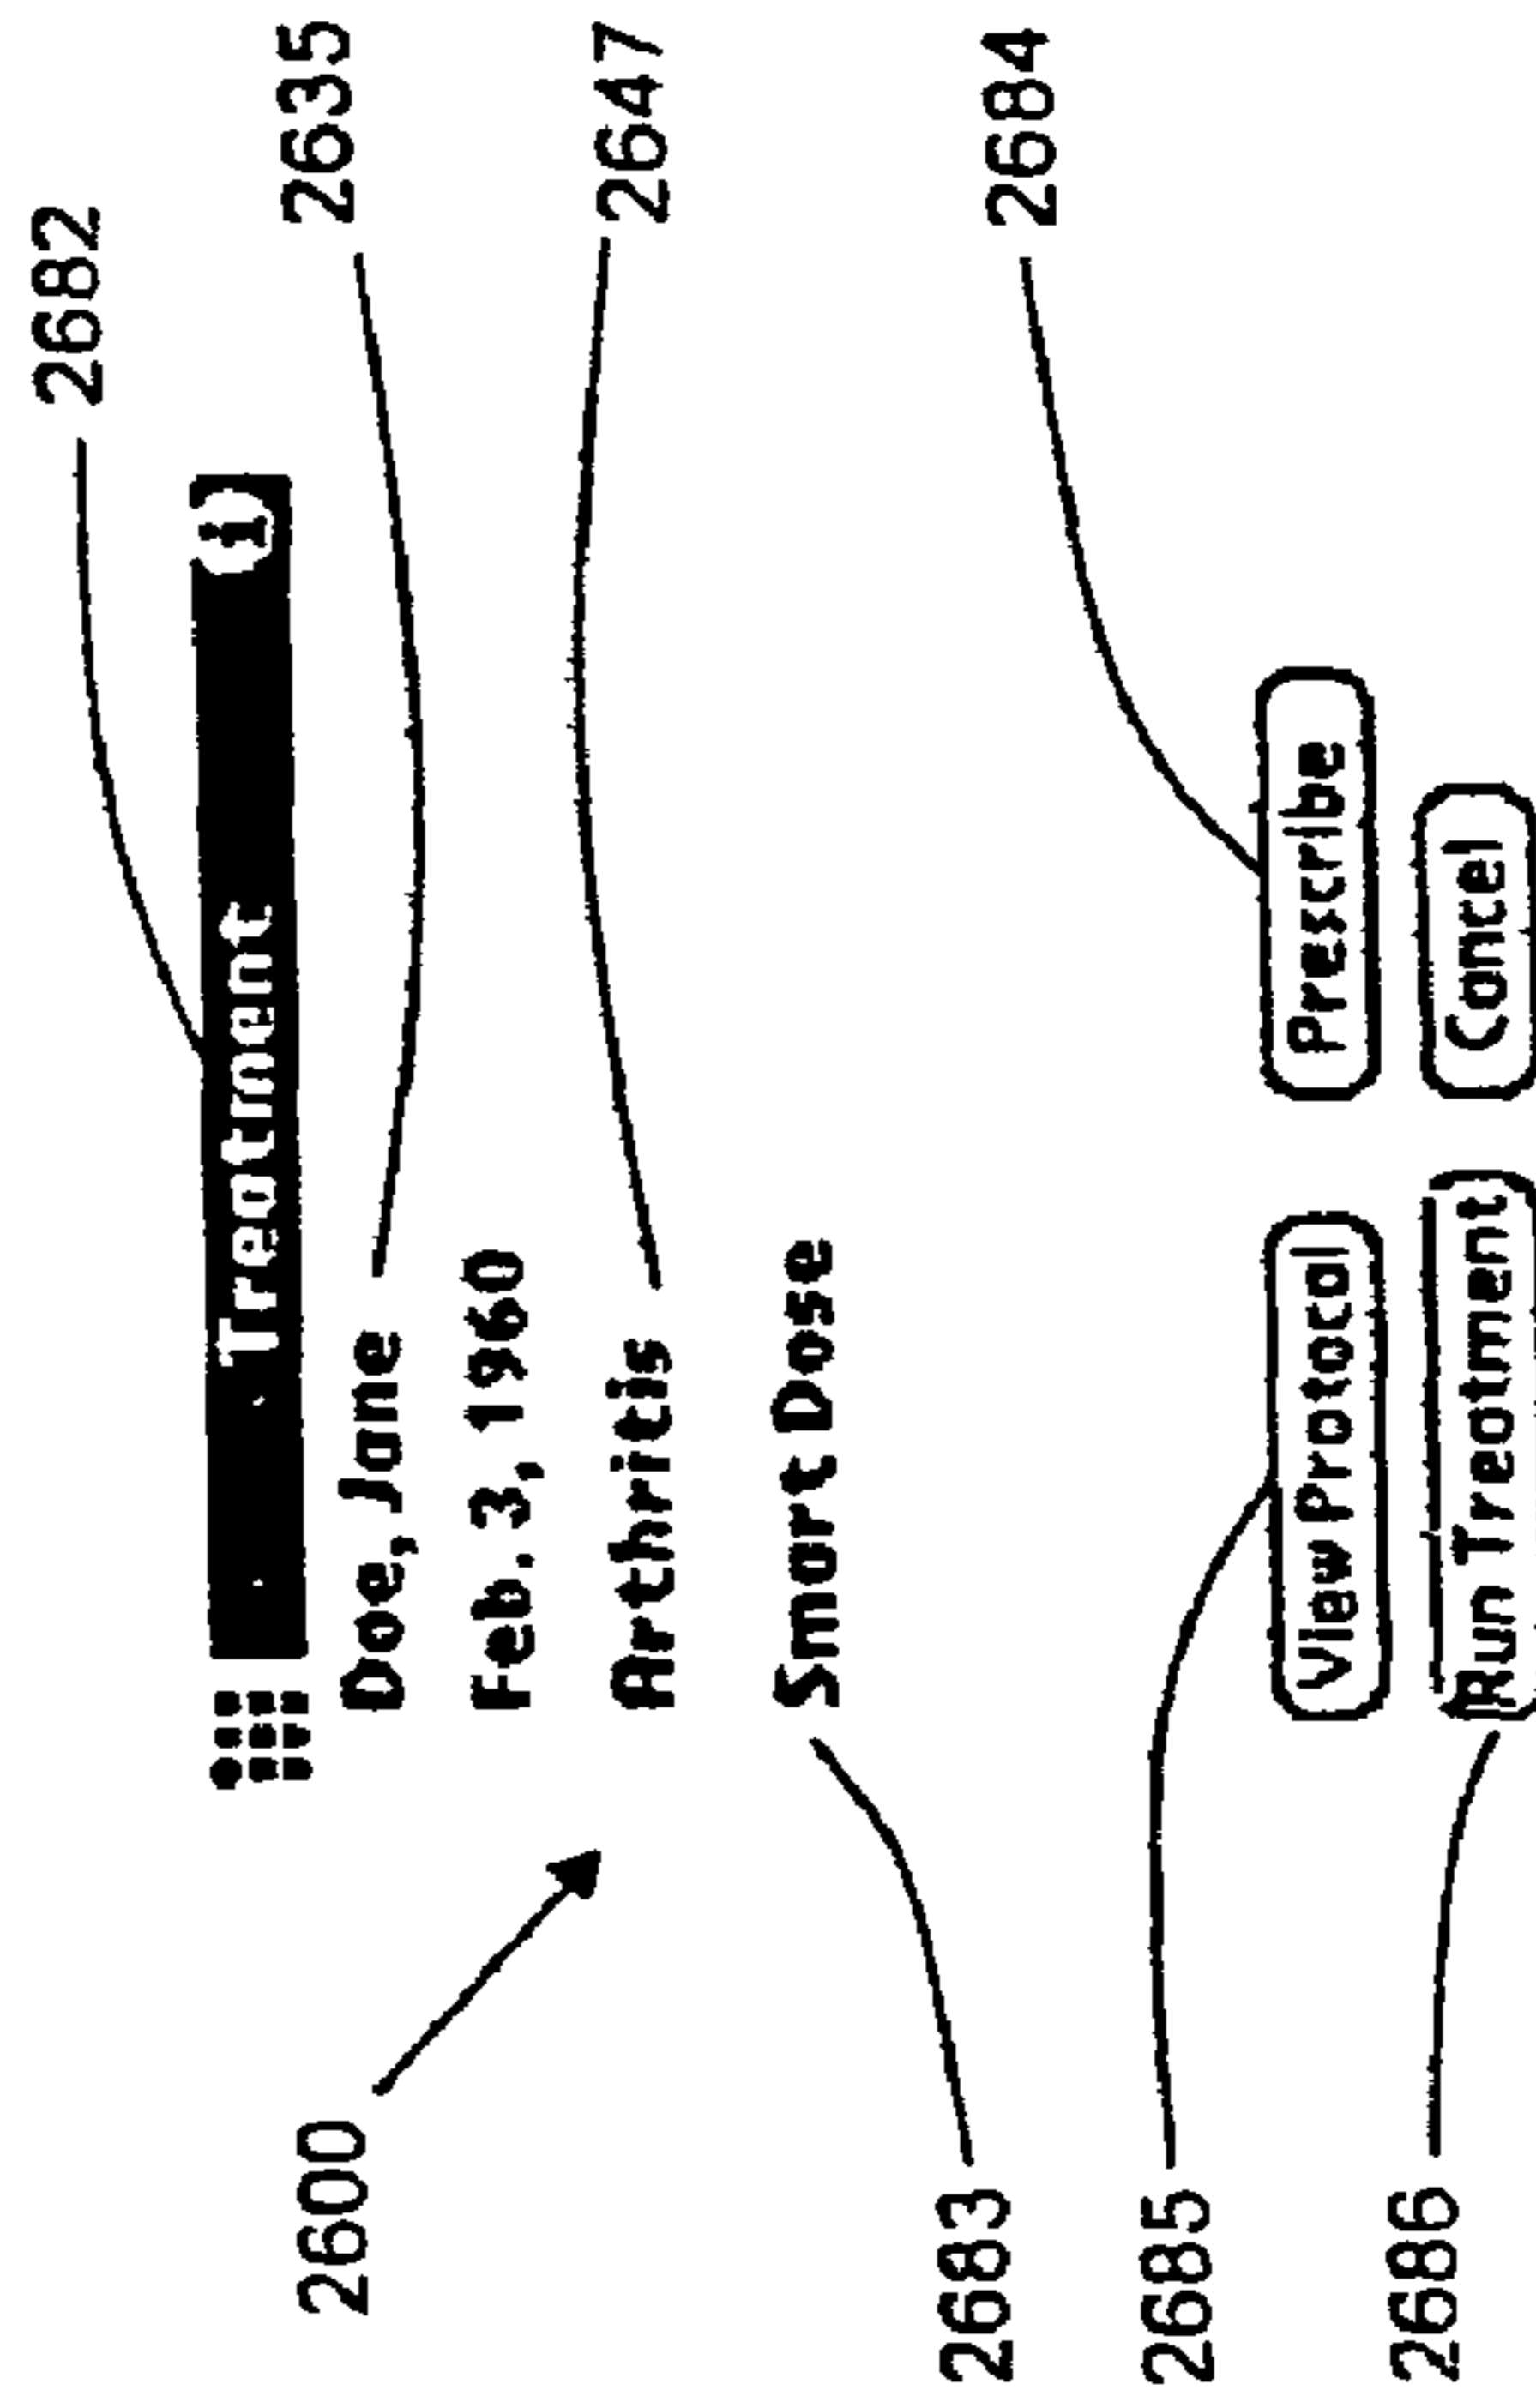 2682
Treatment (i)
2600
Doe, Jane
2635
Feb. 3, 1960
Arthritis
2647
2683
Smart Dose
2684
2685
View Protocal
Prescribe
2686
Run Treatment
Cancel